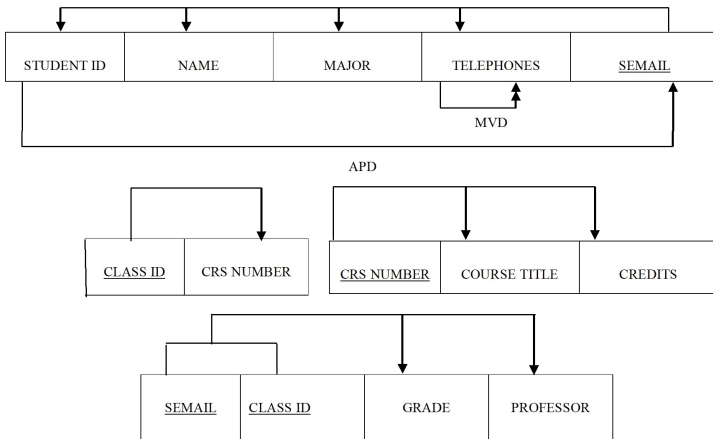 STUDENT ID NAME MAJOR TELEPHONES SEMAIL
MVD
APD
CLASS ID CRS NUMBER CRS NUMBER COURSE TITLE CREDITS
SEMAIL CLASS ID GRADE PROFESSOR